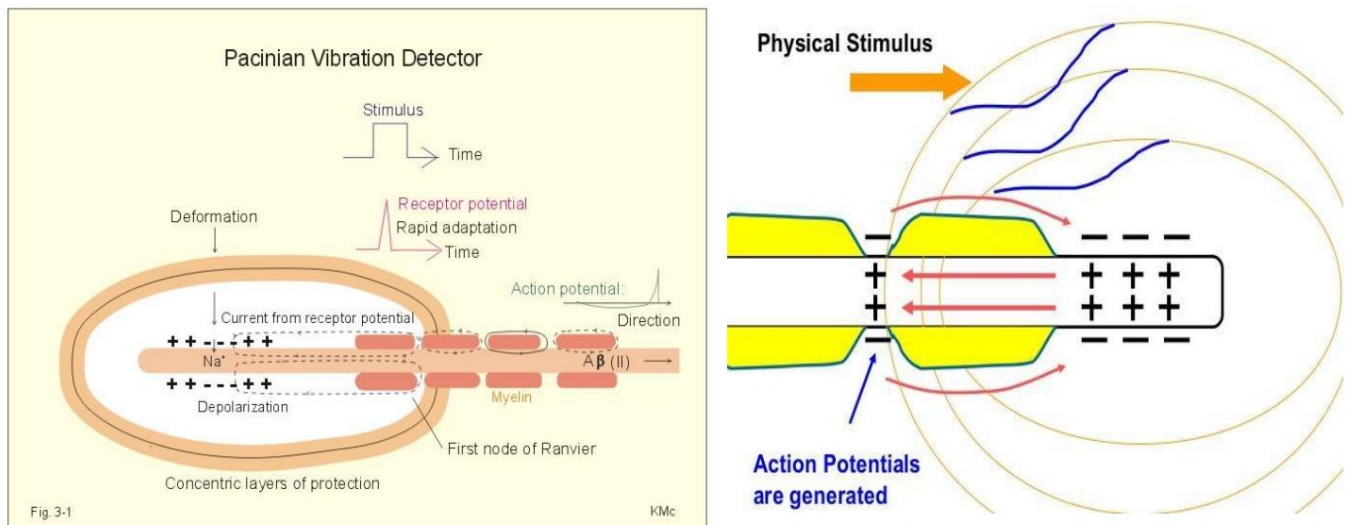 Pacinian Vibration Detector
Stimulus
Time
Receptor potential
Rapid adaptation
Time
Deformation
Action potential:
Direction
Current from receptor potential
+ + - - + +
Na⁺
Aβ (II)
+ + - - - + +
Depolarization
Myelin
First node of Ranvier
Concentric layers of protection
Fig. 3-1
KMc
Physical Stimulus
− − − −
+ + + +
+ + + +
− − − −
Action Potentials
are generated